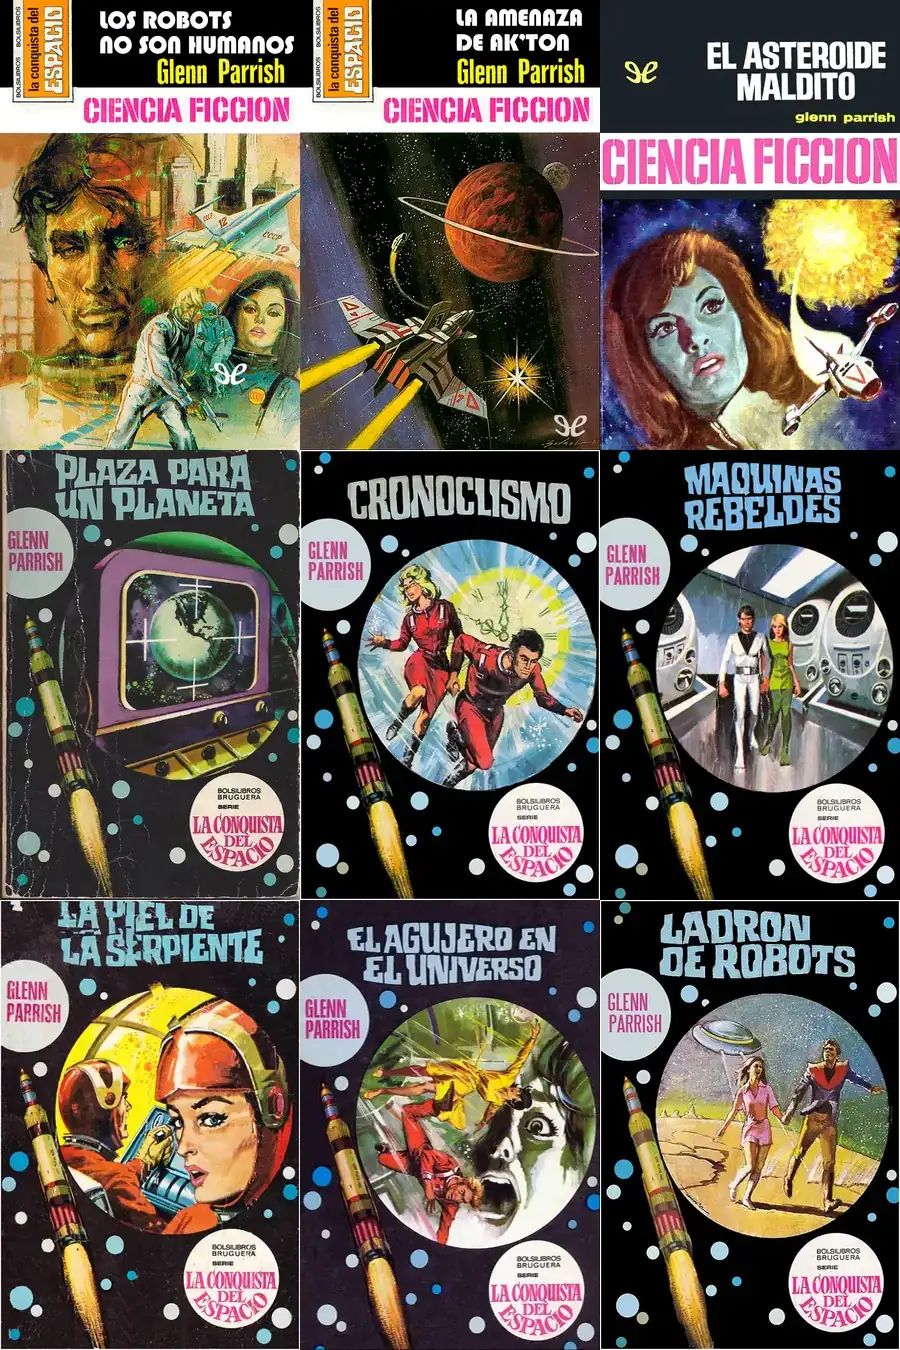 BOLSILIBROS
la conquista del
ESPACIO
LOS ROBOTS
NO SON HUMANOS
Glenn Parrish
CIENCIA FICCION
CCCP
12
CCCP
12
BOLSILIBROS
la conquista del
ESPACIO
LA AMENAZA
DE AK'TON
Glenn Parrish
CIENCIA FICCION
EL ASTEROIDE
MALDITO
glenn parrish
CIENCIA FICCION
PLAZA PARA
UN PLANETA
GLENN
PARRISH
BOLSILIBROS
BRUGUERA
SERIE
LA CONQUISTA
DEL
ESPACIO
CRONOCLISMO
GLENN
PARRISH
BOLSILIBROS
BRUGUERA
SERIE
LA CONQUISTA
DEL
ESPACIO
MAQUINAS
REBELDES
GLENN
PARRISH
BOLSILIBROS
BRUGUERA
SERIE
LA CONQUISTA
DEL
ESPACIO
LA PIEL DE
LA SERPIENTE
GLENN
PARRISH
BOLSILIBROS
BRUGUERA
SERIE
LA CONQUISTA
DEL
ESPACIO
EL AGUJERO EN
EL UNIVERSO
GLENN
PARRISH
BOLSILIBROS
BRUGUERA
SERIE
LA CONQUISTA
DEL
ESPACIO
LADRON
DE ROBOTS
GLENN
PARRISH
BOLSILIBROS
BRUGUERA
SERIE
LA CONQUISTA
DEL
ESPACIO